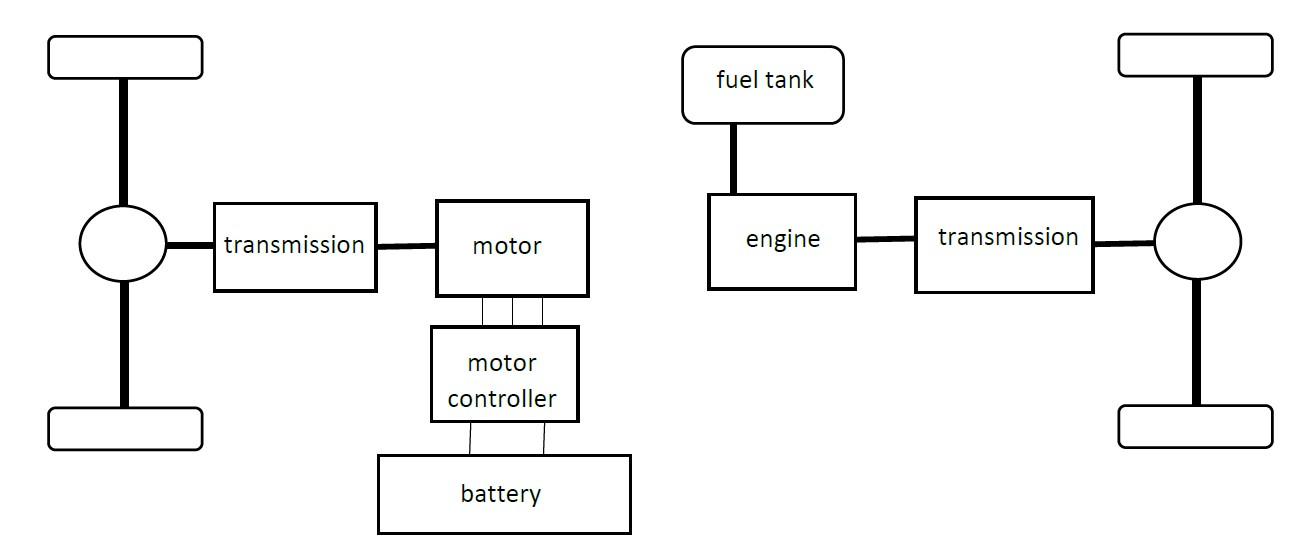 fuel tank
transmission
motor
engine
transmission
motor
controller
battery